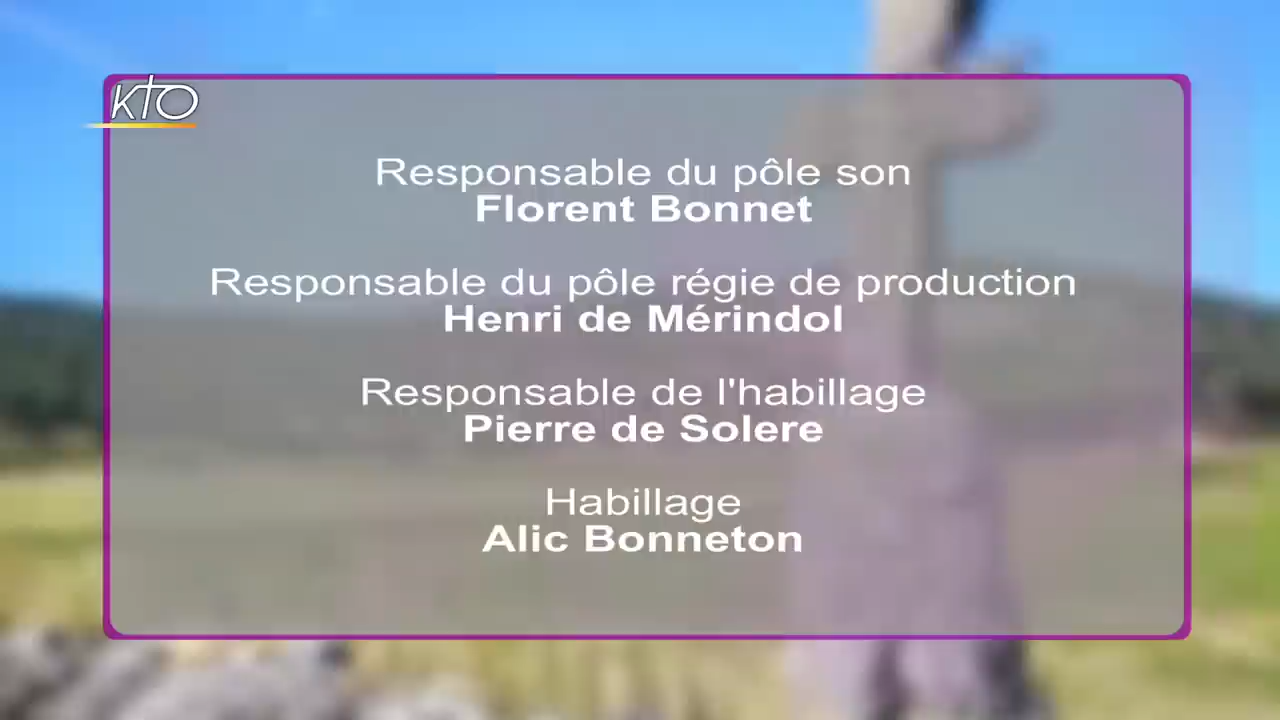 KTO
Responsable du pôle son
Florent Bonnet
Responsable du pôle régie de production
Henri de Mérindol
Responsable de l'habillage
Pierre de Solere
Habillage
Alic Bonneton